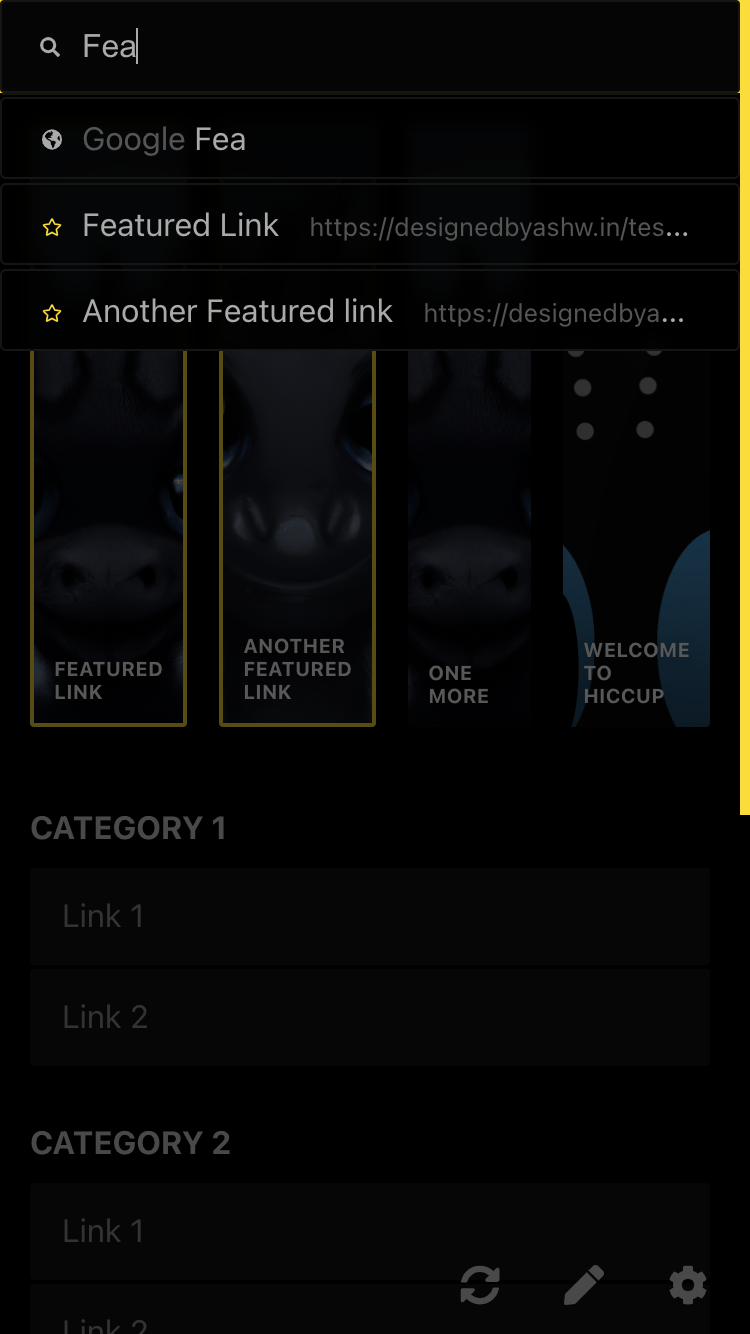 Fea
Google Fea
Featured Link https://designedbyashw.in/tes...
Another Featured link https://designedbya...
FEATURED
LINK
ANOTHER
FEATURED
LINK
ONE
MORE
WELCOME
TO
HICCUP
CATEGORY 1
Link 1
Link 2
CATEGORY 2
Link 1
Link 2